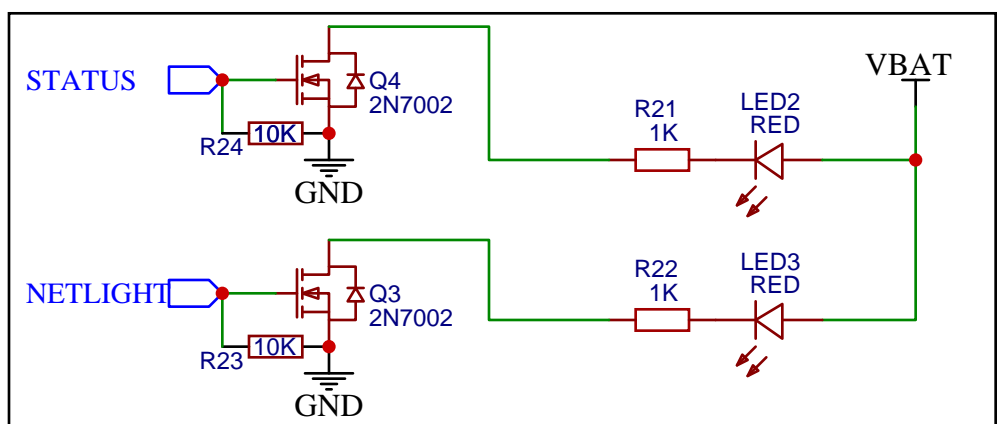 STATUS
Q4
2N7002
10K
R24
GND
R21
1K
LED2
RED
VBAT
NETLIGHT
Q3
2N7002
10K
R23
GND
R22
1K
LED3
RED